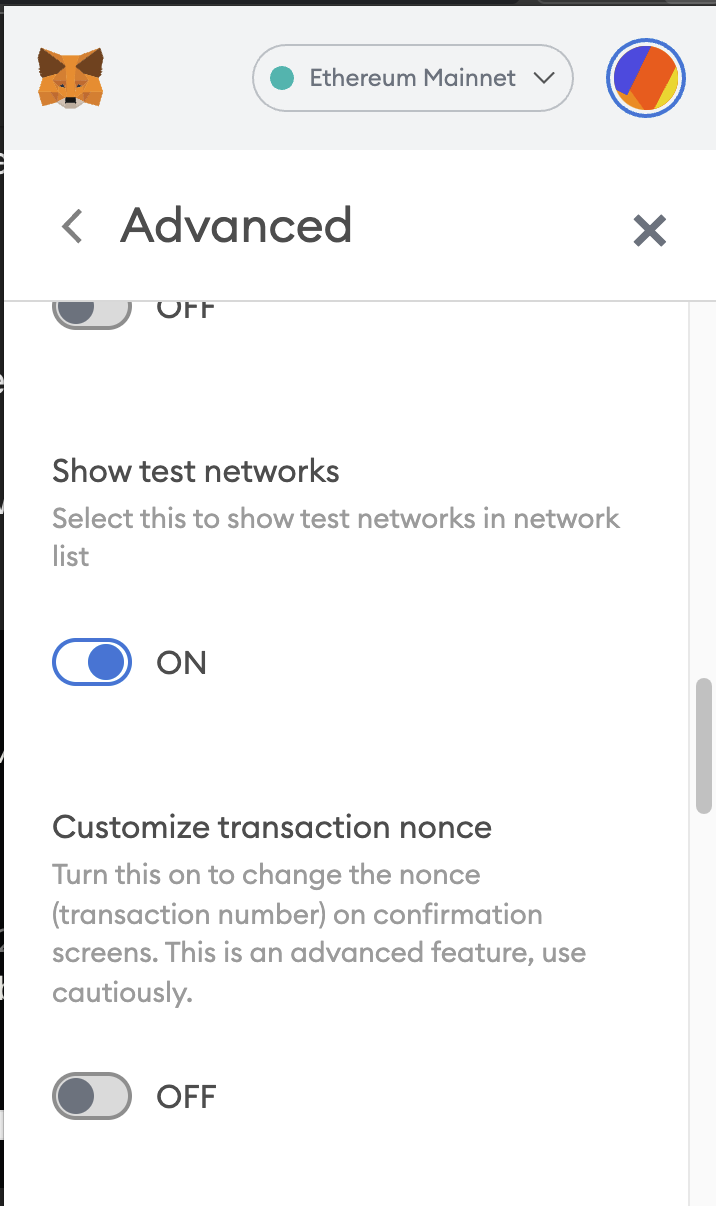 Ethereum Mainnet
Advanced
OFF
Show test networks
Select this to show test networks in network
list
ON
Customize transaction nonce
Turn this on to change the nonce
(transaction number) on confirmation
screens. This is an advanced feature, use
cautiously.
OFF